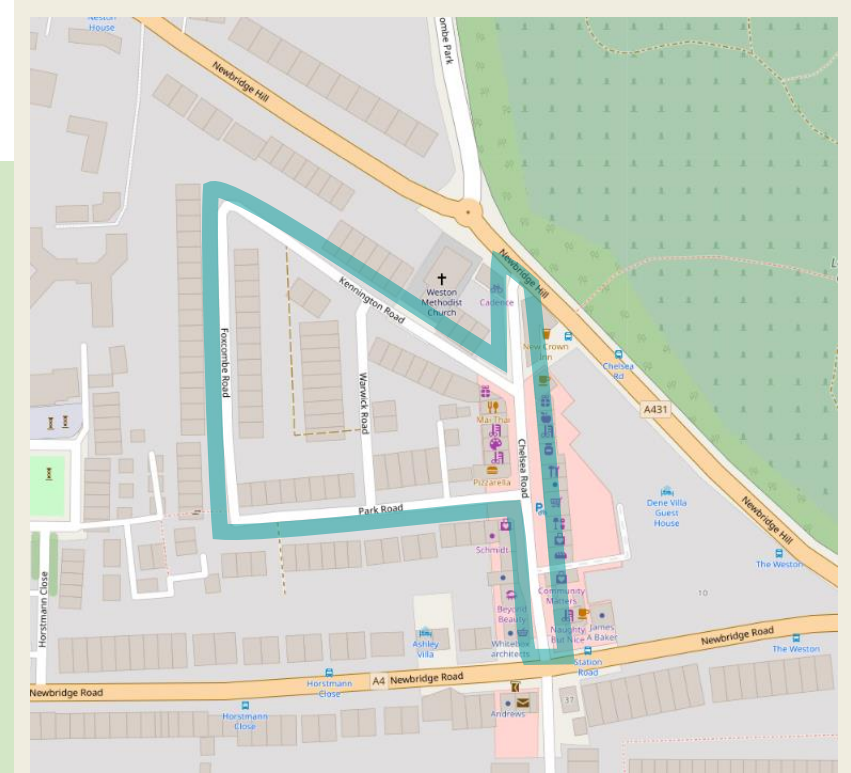 Neston
House
ombe Park
Newbridge Hill
Newbridge Hill
Weston
Methodist
Church
Cadence
Kennington Road
New Crown
Inn
Chelsea
Rd
Foxcombe Road
Warwick Road
Mai Thai
A431
Chelsea Road
Pizzarella
Park Road
Dene Villa
Guest
House
Newbridge Hill
Schmidt
The Weston
Horstmann Close
Community
Matters
10
Beyond
Beauty
Naughty
But Nice
James
A Baker
Ashley
Villa
Whitebox
architects
Newbridge Road
The Weston
Station
Road
Horstmann
Close
A4
Newbridge Road
Newbridge Road
Horstmann
Close
Andrews
37